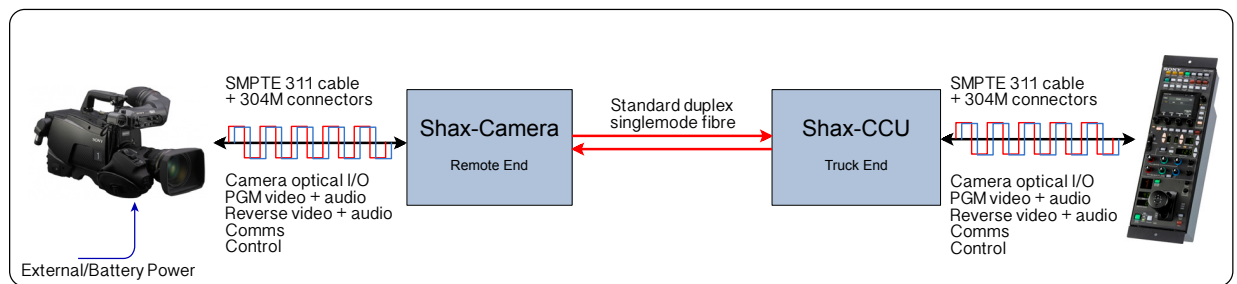 SMPTE 311 cable
+ 304M connectors
Camera optical I/O
PGM video + audio
Reverse video + audio
Comms
Control
External/Battery Power
Shax-Camera
Remote End
Standard duplex
singlemode fibre
Shax-CCU
Truck End
SMPTE 311 cable
+ 304M connectors
Camera optical I/O
PGM video + audio
Reverse video + audio
Comms
Control
SONY